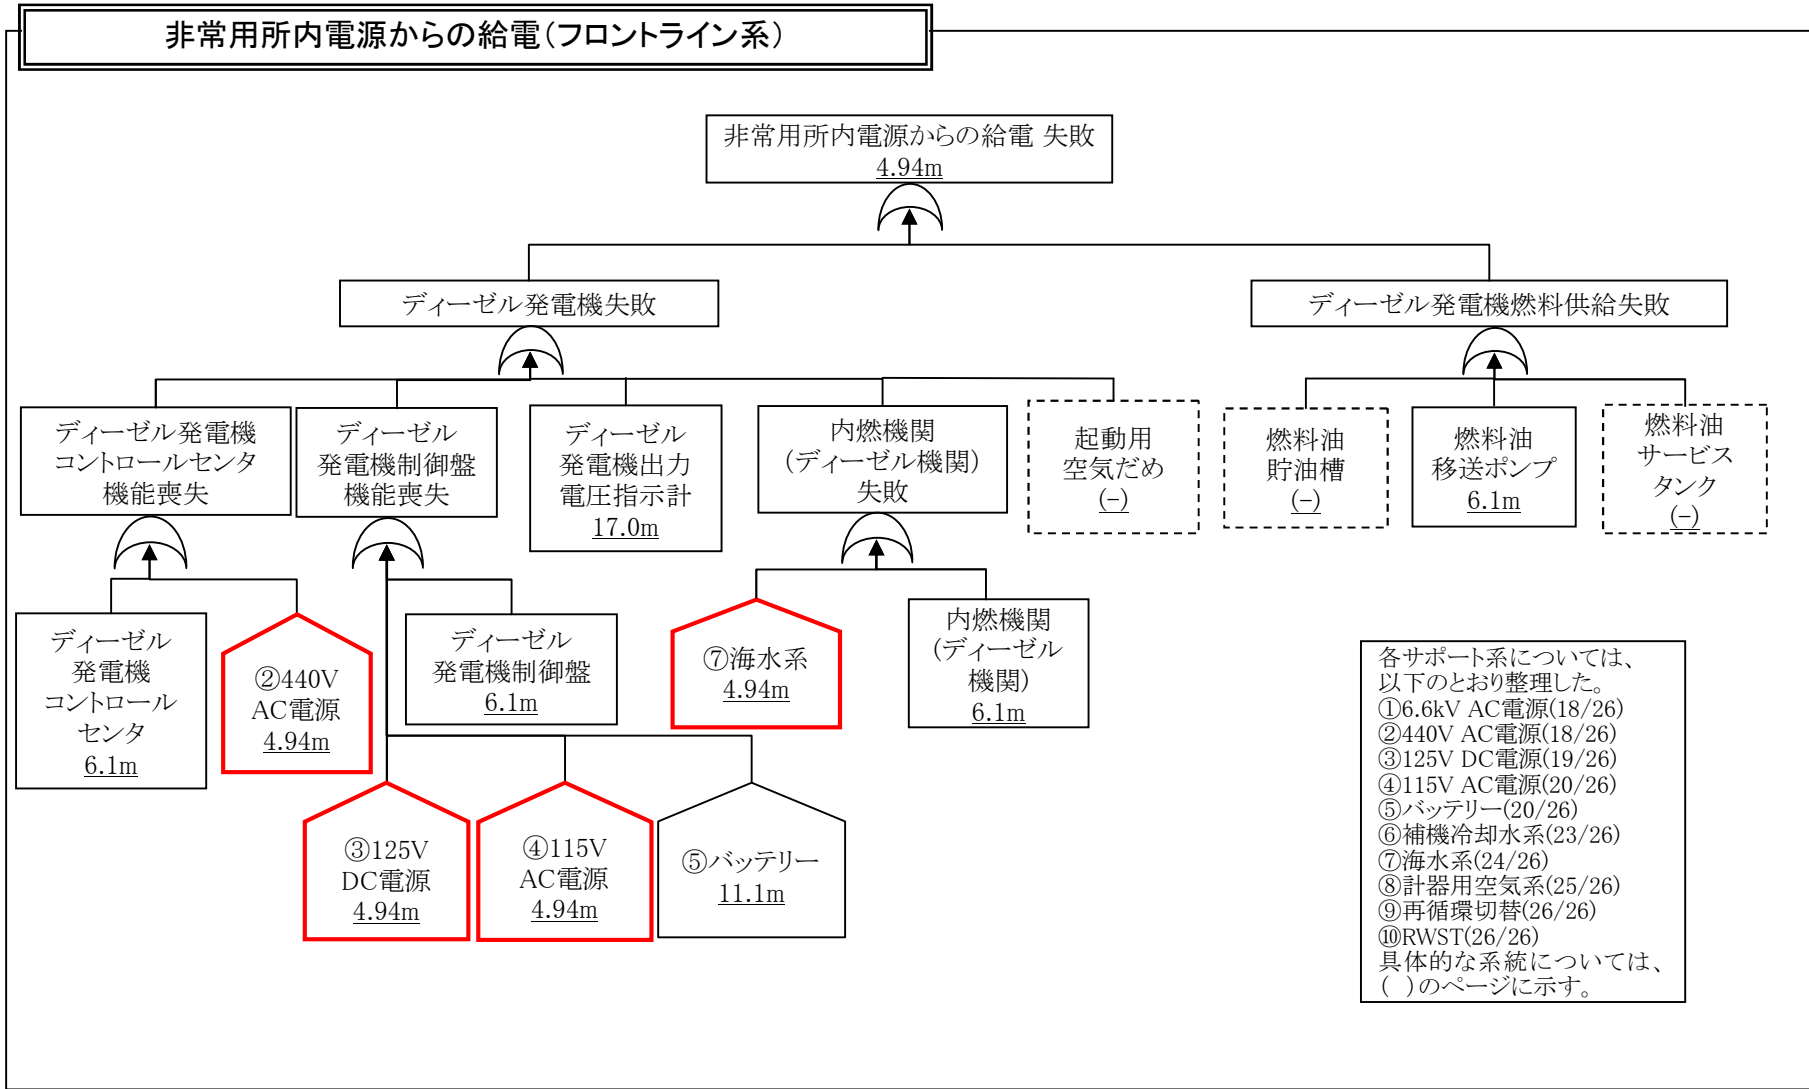 非常用所内電源からの給電（フロントライン系）
非常用所内電源からの給電 失敗
4.94m
ディーゼル発電機失敗
ディーゼル発電機燃料供給失敗
ディーゼル発電機
コントロールセンタ
機能喪失
ディーゼル
発電機制御盤
機能喪失
ディーゼル
発電機出力
電圧指示計
17.0m
内燃機関
(ディーゼル機関)
失敗
起動用
空気だめ
(-)
燃料油
貯油槽
(-)
燃料油
移送ポンプ
6.1m
燃料油
サービス
タンク
(-)
ディーゼル
発電機
コントロール
センタ
6.1m
②440V
AC電源
4.94m
ディーゼル
発電機制御盤
6.1m
⑦海水系
4.94m
内燃機関
(ディーゼル
機関)
6.1m
③125V
DC電源
4.94m
④115V
AC電源
4.94m
⑤バッテリー
11.1m
各サポート系については、
以下のとおり整理した。
①6.6kV AC電源(18/26)
②440V AC電源(18/26)
③125V DC電源(19/26)
④115V AC電源(20/26)
⑤バッテリー(20/26)
⑥補機冷却水系(23/26)
⑦海水系(24/26)
⑧計器用空気系(25/26)
⑨再循環切替(26/26)
⑩RWST(26/26)
具体的な系統については、
( )のページに示す。